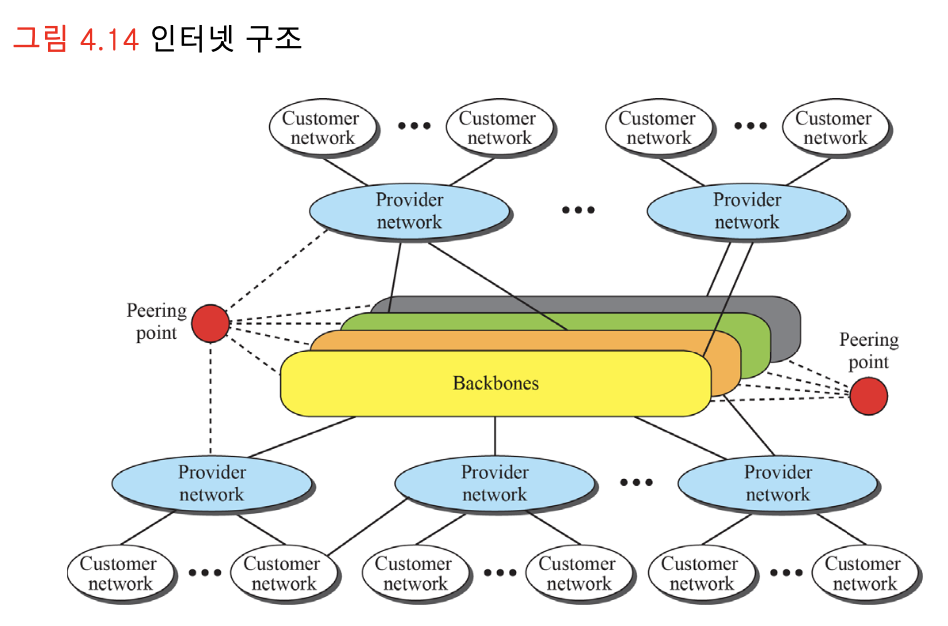 그림 4.14 인터넷 구조
Customer
network
•••
Customer
network
Customer
network
•••
Customer
network
Provider
network
•••
Provider
network
Peering
point
Peering
point
Backbones
Provider
network
Provider
network
•••
Provider
network
Customer
network
•••
Customer
network
Customer
network
•••
Customer
network
Customer
network
•••
Customer
network